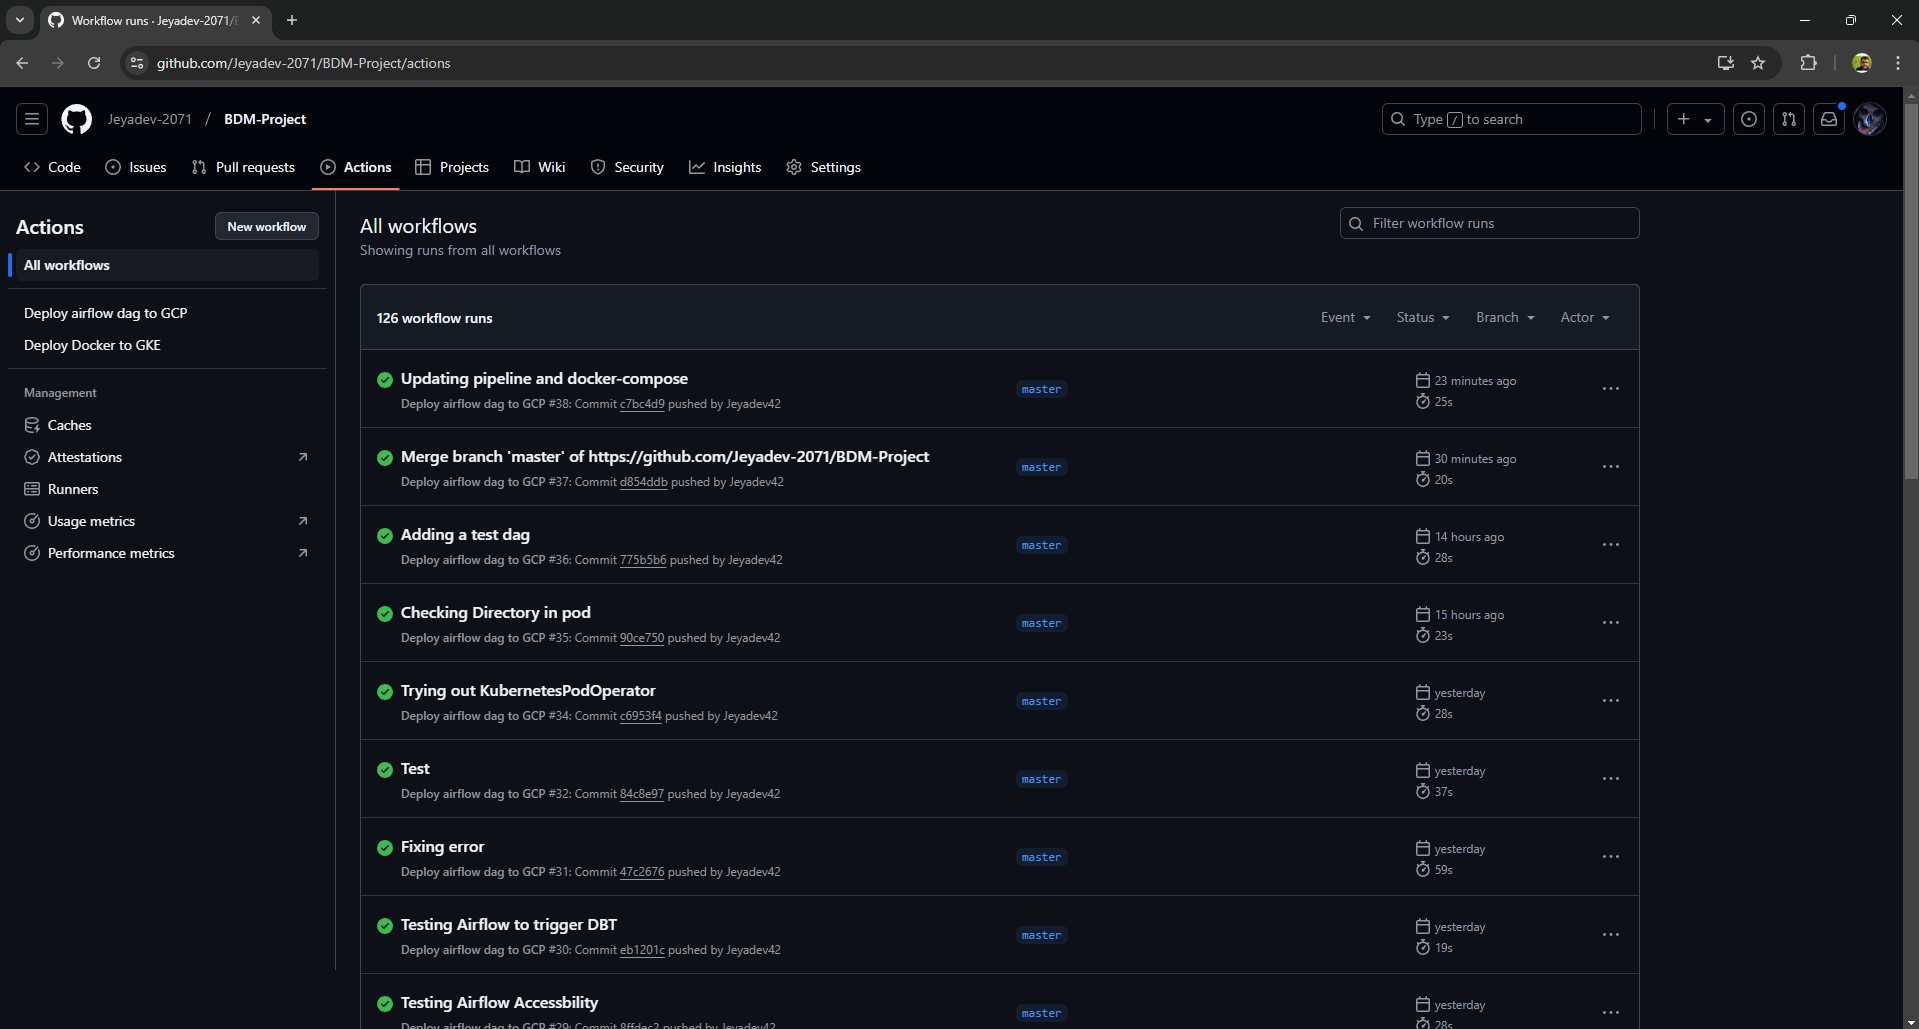 Workflow runs · Jeyadev-2071/
github.com/Jeyadev-2071/BDM-Project/actions
Jeyadev-2071 / BDM-Project
Type / to search
Code
Issues
Pull requests
Actions
Projects
Wiki
Security
Insights
Settings
Actions
New workflow
All workflows
Deploy airflow dag to GCP
Deploy Docker to GKE
Management
Caches
Attestations
Runners
Usage metrics
Performance metrics
All workflows
Showing runs from all workflows
Filter workflow runs
126 workflow runs
Event
Status
Branch
Actor
Updating pipeline and docker-compose
Deploy airflow dag to GCP #38: Commit c7bc4d9 pushed by Jeyadev42
master
23 minutes ago
25s
Merge branch 'master' of https://github.com/Jeyadev-2071/BDM-Project
Deploy airflow dag to GCP #37: Commit d854ddb pushed by Jeyadev42
master
30 minutes ago
20s
Adding a test dag
Deploy airflow dag to GCP #36: Commit 775b5b6 pushed by Jeyadev42
master
14 hours ago
28s
Checking Directory in pod
Deploy airflow dag to GCP #35: Commit 90ce750 pushed by Jeyadev42
master
15 hours ago
23s
Trying out KubernetesPodOperator
Deploy airflow dag to GCP #34: Commit c6953f4 pushed by Jeyadev42
master
yesterday
28s
Test
Deploy airflow dag to GCP #32: Commit 84c8e97 pushed by Jeyadev42
master
yesterday
37s
Fixing error
Deploy airflow dag to GCP #31: Commit 47c2676 pushed by Jeyadev42
master
yesterday
59s
Testing Airflow to trigger DBT
Deploy airflow dag to GCP #30: Commit eb1201c pushed by Jeyadev42
master
yesterday
19s
Testing Airflow Accessbility
Deploy airflow dag to GCP #29: Commit 8ffdec2 pushed by Jeyadev42
master
yesterday
28s